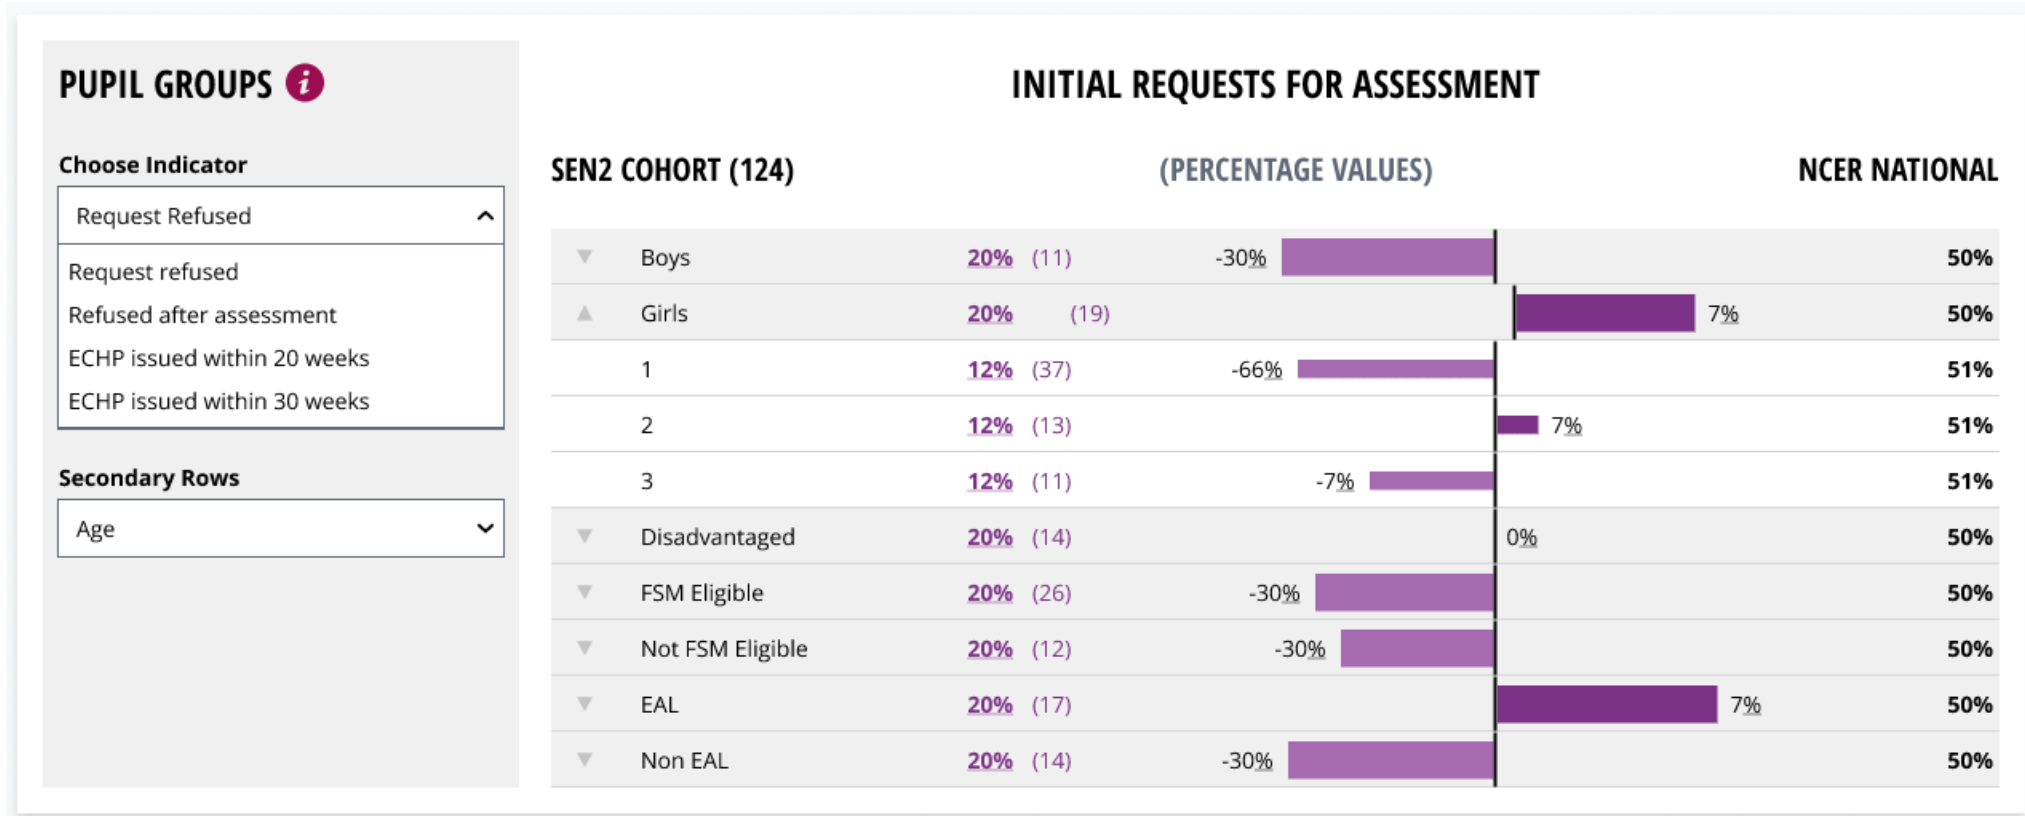 PUPIL GROUPS i
Choose Indicator
Request Refused
Request refused
Refused after assessment
ECHP issued within 20 weeks
ECHP issued within 30 weeks
Secondary Rows
Age
INITIAL REQUESTS FOR ASSESSMENT
SEN2 COHORT (124) (PERCENTAGE VALUES) NCER NATIONAL
Boys 20% (11) -30% 50%
Girls 20% (19) 7% 50%
1 12% (37) -66% 51%
2 12% (13) 7% 51%
3 12% (11) -7% 51%
Disadvantaged 20% (14) 0% 50%
FSM Eligible 20% (26) -30% 50%
Not FSM Eligible 20% (12) -30% 50%
EAL 20% (17) 7% 50%
Non EAL 20% (14) -30% 50%